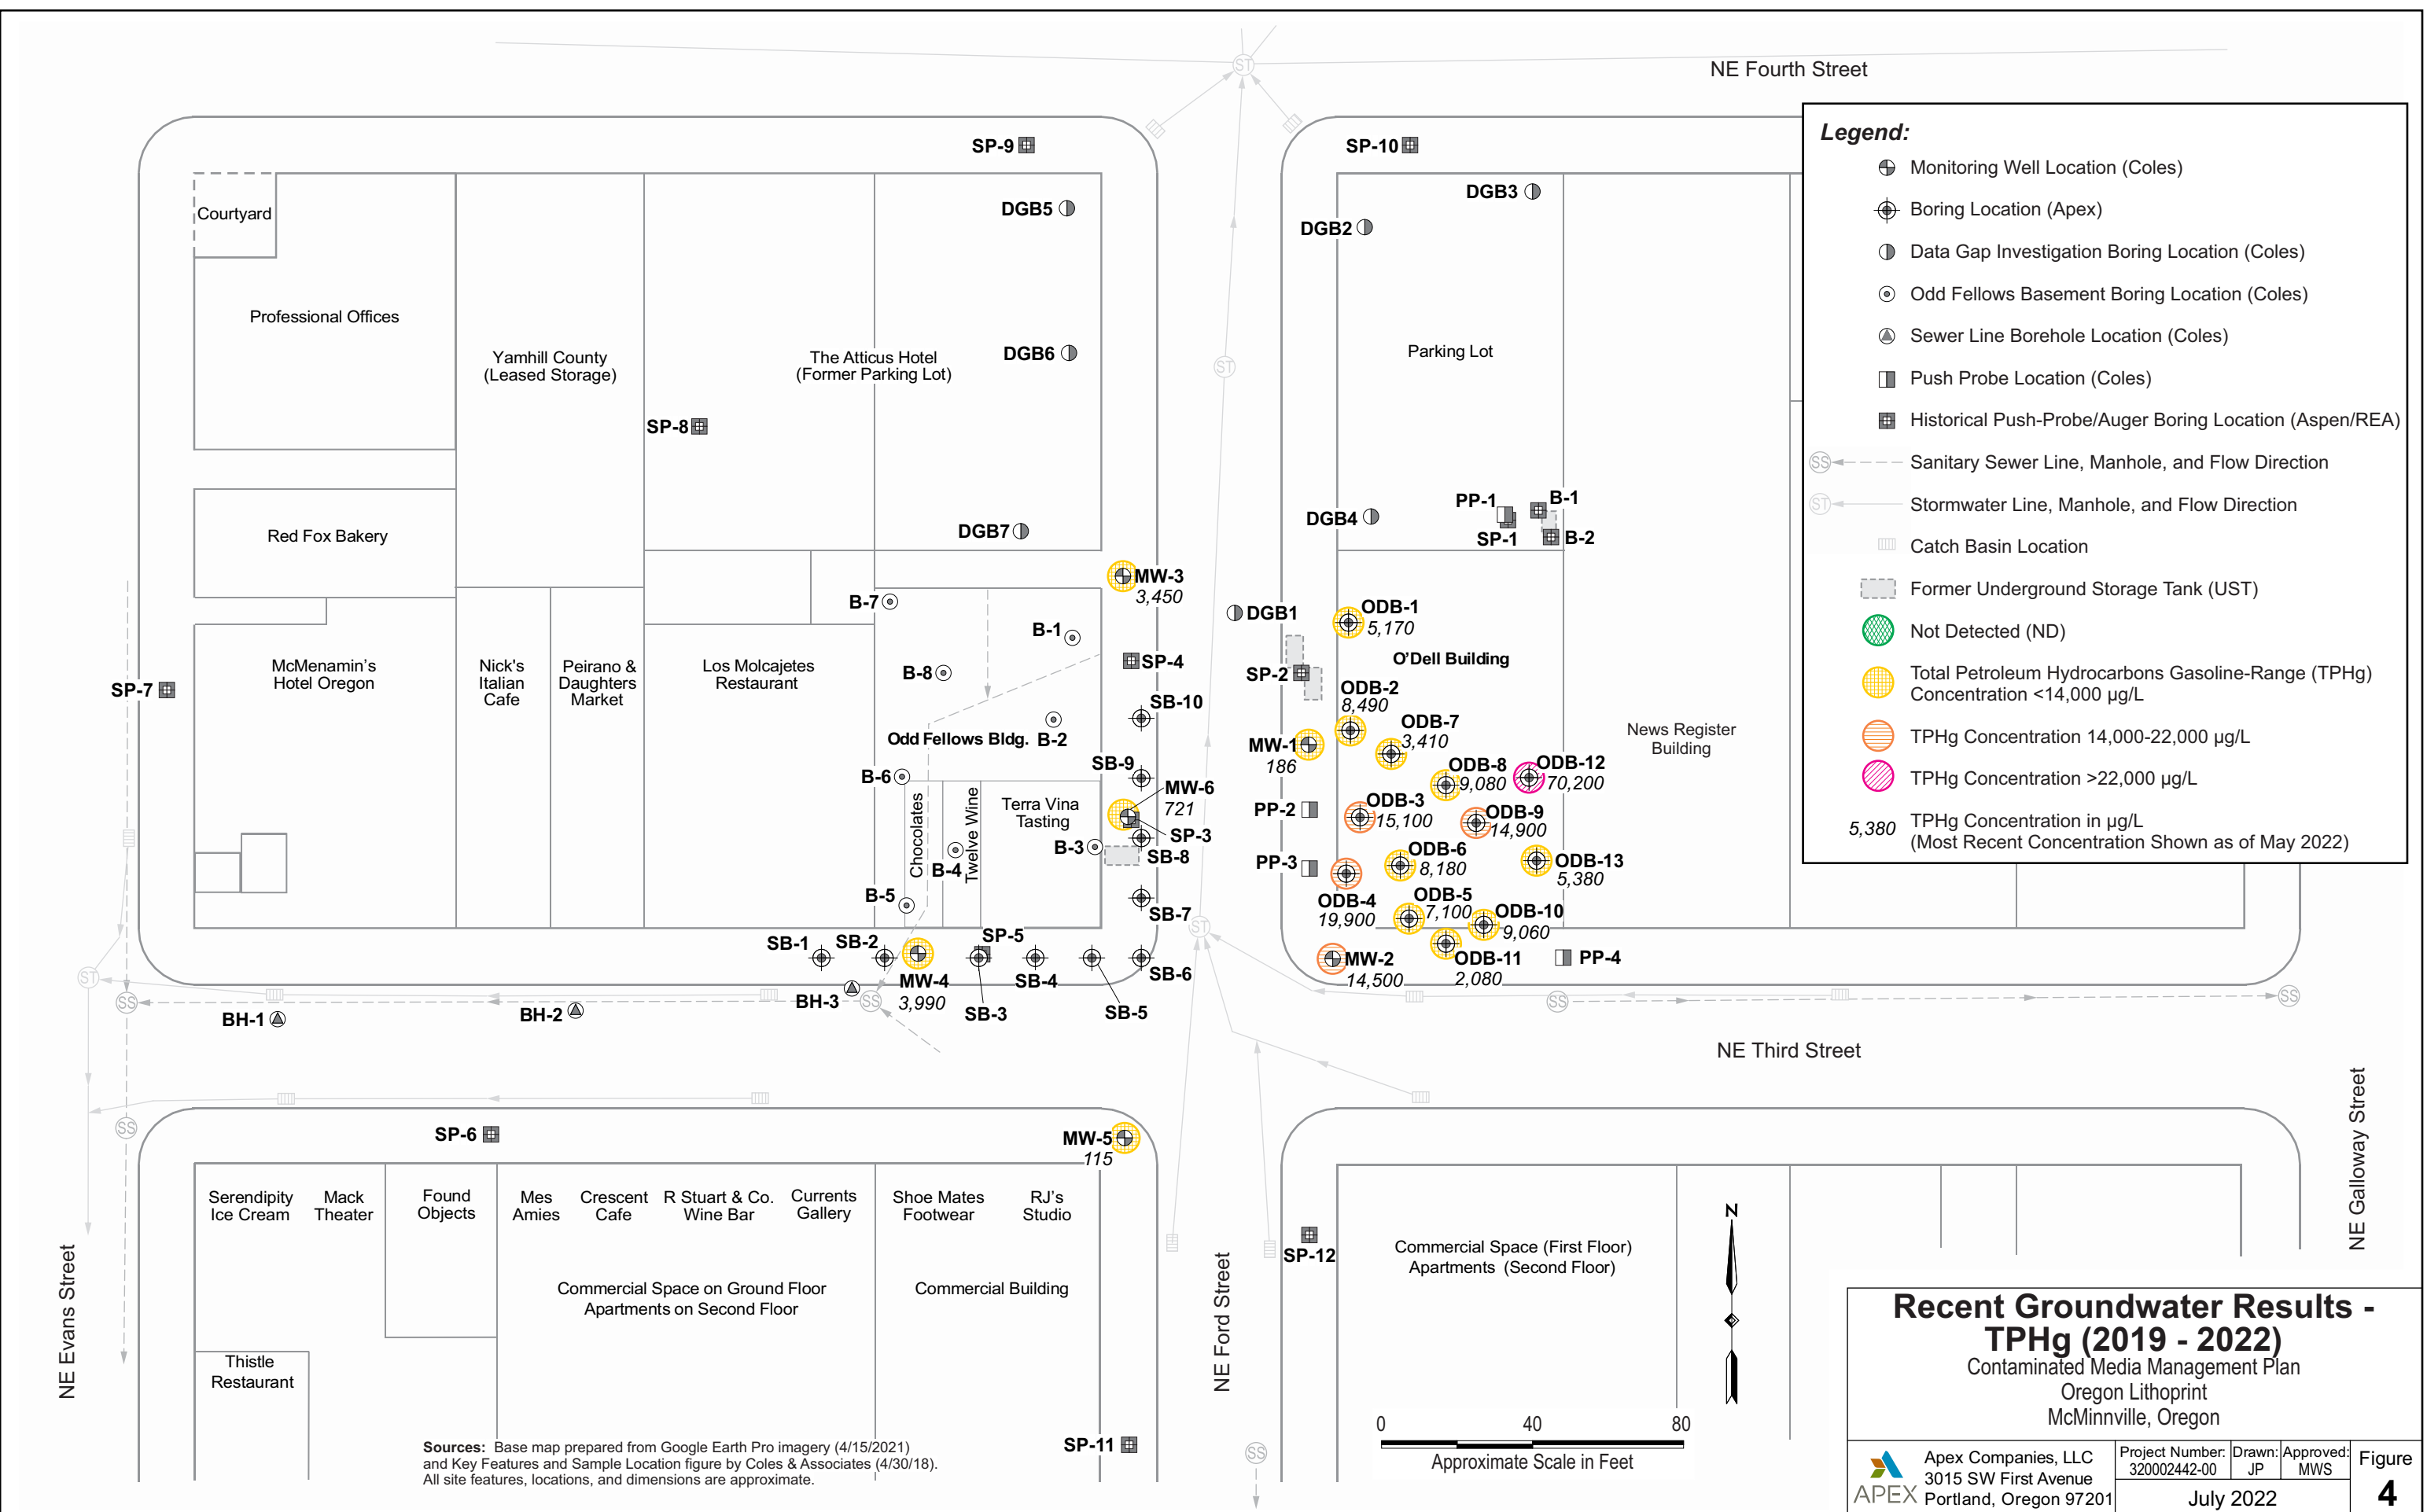 NE Fourth Street
ST
SP-9
SP-10
Legend:
Monitoring Well Location (Coles)
Boring Location (Apex)
Data Gap Investigation Boring Location (Coles)
Odd Fellows Basement Boring Location (Coles)
Sewer Line Borehole Location (Coles)
Push Probe Location (Coles)
Historical Push-Probe/Auger Boring Location (Aspen/REA)
SS
Sanitary Sewer Line, Manhole, and Flow Direction
ST
Stormwater Line, Manhole, and Flow Direction
Catch Basin Location
Former Underground Storage Tank (UST)
Not Detected (ND)
Total Petroleum Hydrocarbons Gasoline-Range (TPHg)
Concentration <14,000 µg/L
TPHg Concentration 14,000-22,000 µg/L
TPHg Concentration >22,000 µg/L
5,380
TPHg Concentration in µg/L
(Most Recent Concentration Shown as of May 2022)
Courtyard
DGB5
DGB3
DGB2
Professional Offices
Yamhill County
(Leased Storage)
The Atticus Hotel
(Former Parking Lot)
DGB6
ST
Parking Lot
SP-8
Red Fox Bakery
DGB7
DGB4
PP-1
B-1
SP-1
B-2
MW-3
3,450
B-7
B-1
DGB1
ODB-1
5,170
SP-7
McMenamin's
Hotel Oregon
Nick's
Italian
Cafe
Peirano &
Daughters
Market
Los Molcajetes
Restaurant
B-8
SP-4
SP-2
O'Dell Building
SB-10
ODB-2
8,490
Odd Fellows Bldg.
B-2
MW-1
186
ODB-7
3,410
News Register
Building
B-6
SB-9
ODB-8
9,080
ODB-12
70,200
MW-6
721
Chocolates
Twelve Wine
Terra Vina
Tasting
PP-2
ODB-3
15,100
ODB-9
14,900
SP-3
B-3
SB-8
B-4
PP-3
ODB-6
8,180
ODB-13
5,380
B-5
SB-7
ODB-4
19,900
ODB-5
7,100
ODB-10
9,060
ST
SB-1
SB-2
SP-5
MW-4
3,990
SB-3
SB-4
SB-5
SB-6
MW-2
14,500
ODB-11
2,080
PP-4
ST
SS
BH-1
BH-2
BH-3
SS
SS
SS
NE Third Street
SS
SP-6
MW-5
115
Serendipity
Ice Cream
Mack
Theater
Found
Objects
Mes
Amies
Crescent
Cafe
R Stuart & Co.
Wine Bar
Currents
Gallery
Shoe Mates
Footwear
RJ's
Studio
N
SP-12
Commercial Space (First Floor)
Apartments (Second Floor)
NE Galloway Street
NE Evans Street
NE Ford Street
Commercial Space on Ground Floor
Apartments on Second Floor
Commercial Building
Thistle
Restaurant
SP-11
SS
0 40 80
Approximate Scale in Feet
Sources: Base map prepared from Google Earth Pro imagery (4/15/2021)
and Key Features and Sample Location figure by Coles & Associates (4/30/18).
All site features, locations, and dimensions are approximate.
Recent Groundwater Results -
TPHg (2019 - 2022)
Contaminated Media Management Plan
Oregon Lithoprint
McMinnville, Oregon
APEX
Apex Companies, LLC
3015 SW First Avenue
Portland, Oregon 97201
Project Number:
320002442-00
Drawn:
JP
Approved:
MWS
July 2022
Figure
4